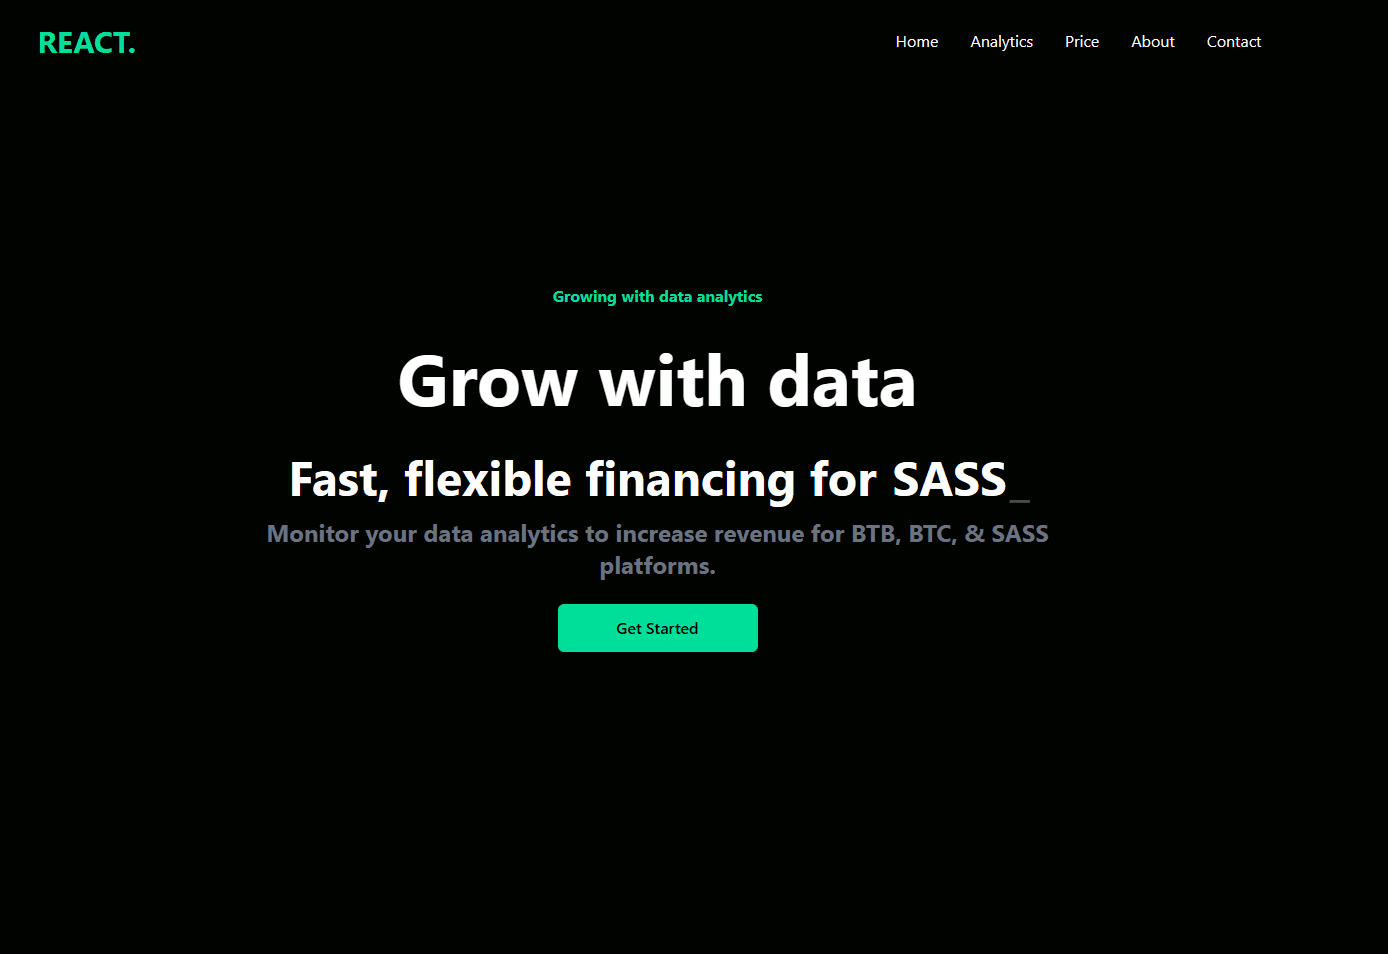 REACT.
Home Analytics Price About Contact
Growing with data analytics
Grow with data
Fast, flexible financing for SASS_
Monitor your data analytics to increase revenue for BTB, BTC, & SASS
platforms.
Get Started